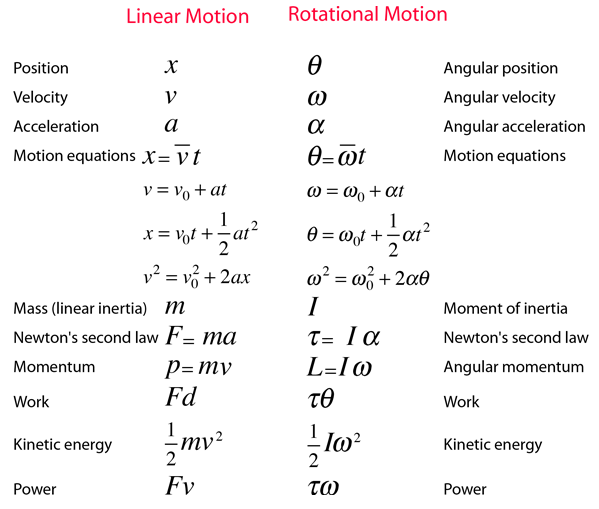 Linear Motion Rotational Motion
Position x θ Angular position
Velocity v ω Angular velocity
Acceleration a α Angular acceleration
Motion equations x = v̅ t θ = ω̅t Motion equations
v = v₀ + at ω = ω₀ + αt
x = v₀t + ½at² θ = ω₀t + ½αt²
v² = v₀² + 2ax ω² = ω₀² + 2αθ
Mass (linear inertia) m I Moment of inertia
Newton's second law F = ma τ = I α Newton's second law
Momentum p = mv L = I ω Angular momentum
Work Fd τθ Work
Kinetic energy ½mv² ½Iω² Kinetic energy
Power Fv τω Power